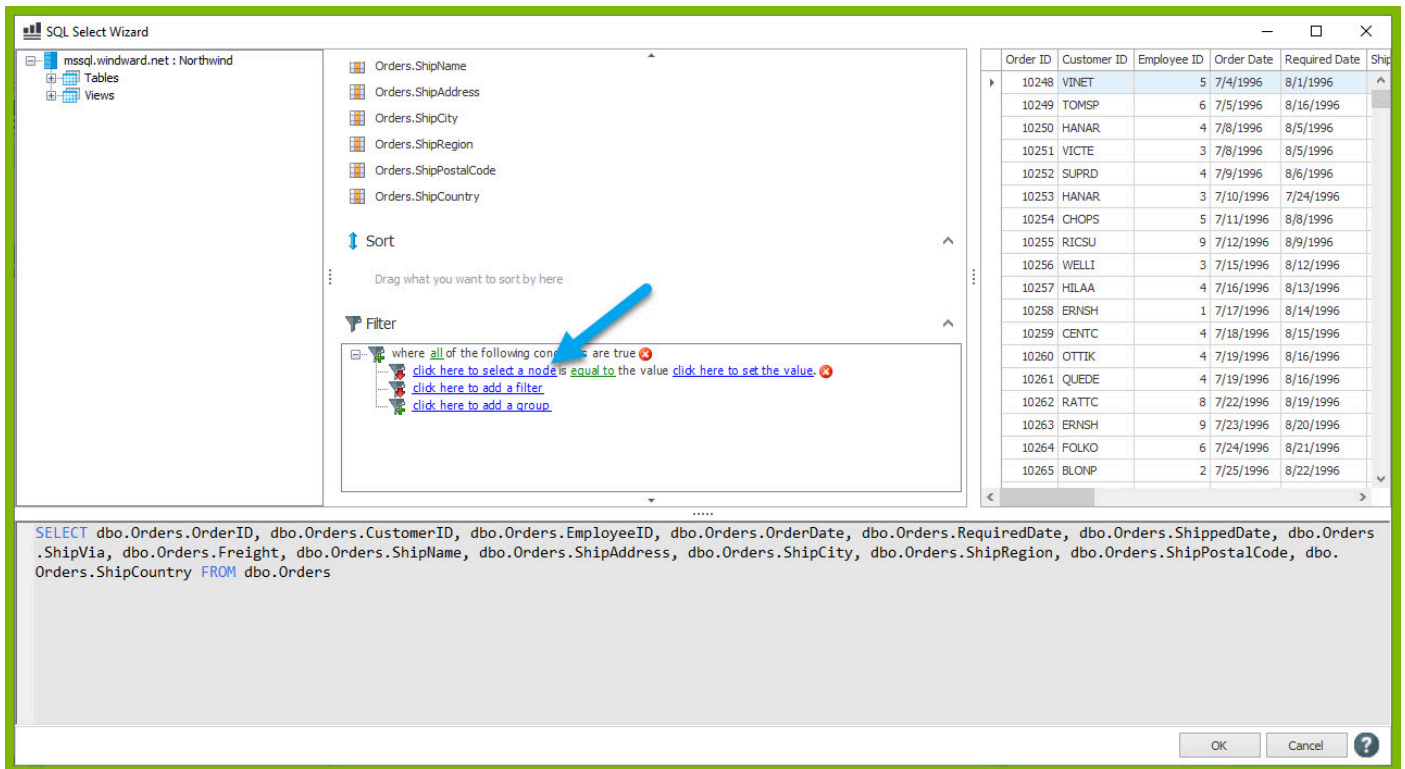 SQL Select Wizard
mssql.windward.net : Northwind
Tables
Views
Orders.ShipName
Orders.ShipAddress
Orders.ShipCity
Orders.ShipRegion
Orders.ShipPostalCode
Orders.ShipCountry
Sort
Drag what you want to sort by here
Filter
where all of the following are true
click here to select a node is equal to the value click here to set the value.
click here to add a filter
click here to add a group
Order ID Customer ID Employee ID Order Date Required Date
10248 VINET 5 7/4/1996 8/1/1996
10249 TOMSP 6 7/5/1996 8/16/1996
10250 HANAR 4 7/8/1996 8/5/1996
10251 VICTE 3 7/8/1996 8/5/1996
10252 SUPRD 4 7/9/1996 8/6/1996
10253 HANAR 3 7/10/1996 7/24/1996
10254 CHOPS 5 7/11/1996 8/8/1996
10255 RICSU 9 7/12/1996 8/9/1996
10256 WELLI 3 7/15/1996 8/12/1996
10257 HILAA 4 7/16/1996 8/13/1996
10258 ERNSH 1 7/17/1996 8/14/1996
10259 CENTC 4 7/18/1996 8/15/1996
10260 OTTIK 4 7/19/1996 8/16/1996
10261 QUEDE 4 7/19/1996 8/16/1996
10262 RATTC 8 7/22/1996 8/19/1996
10263 ERNSH 9 7/23/1996 8/20/1996
10264 FOLKO 6 7/24/1996 8/21/1996
10265 BLONP 2 7/25/1996 8/22/1996
SELECT dbo.Orders.OrderID, dbo.Orders.CustomerID, dbo.Orders.EmployeeID, dbo.Orders.OrderDate, dbo.Orders.RequiredDate, dbo.Orders.ShippedDate, dbo.Orders
.ShipVia, dbo.Orders.Freight, dbo.Orders.ShipName, dbo.Orders.ShipAddress, dbo.Orders.ShipCity, dbo.Orders.ShipRegion, dbo.Orders.ShipPostalCode, dbo.
Orders.ShipCountry FROM dbo.Orders
OK Cancel ?